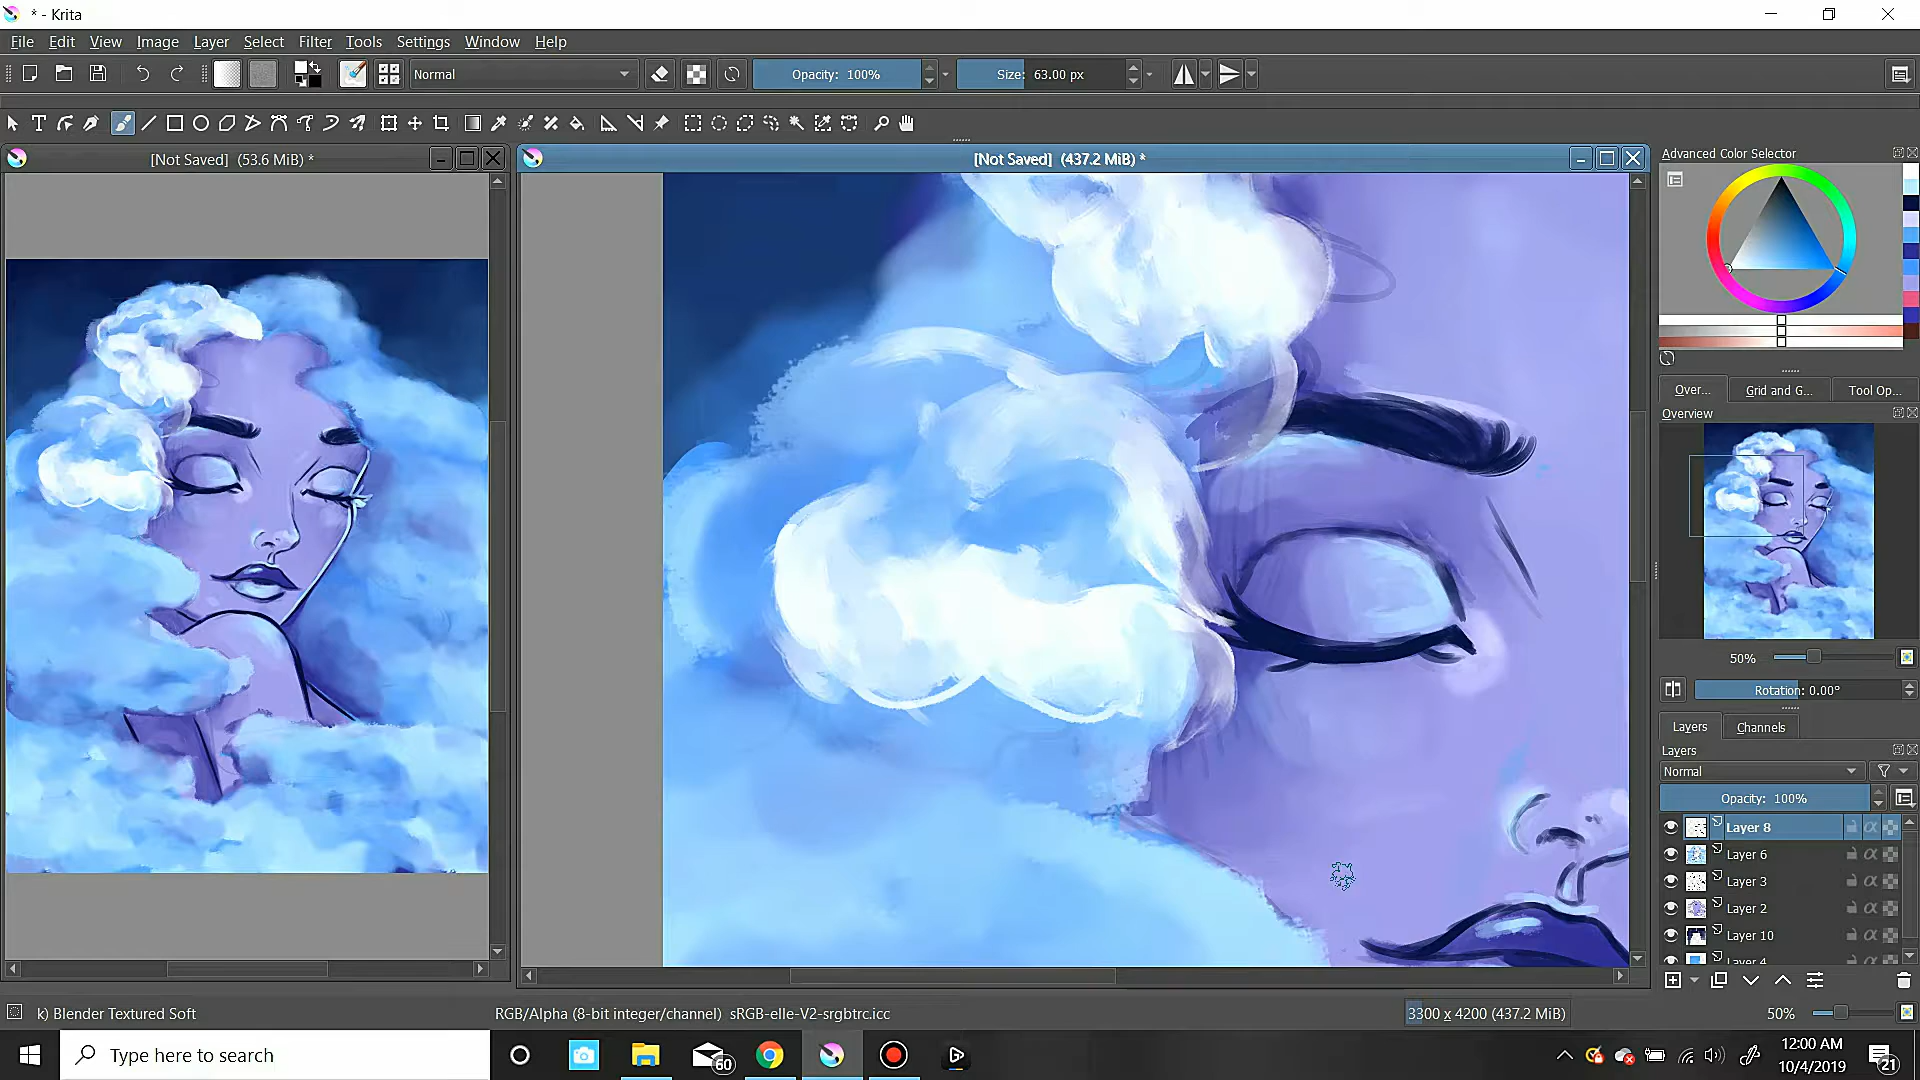 * - Krita
File Edit View Image Layer Select Filter Tools Settings Window Help
Normal
Opacity: 100%
Size: 63.00 px
[Not Saved] (53.6 MiB) *
[Not Saved] (437.2 MiB) *
Advanced Color Selector
Over... Grid and G... Tool Op...
Overview
50%
Rotation: 0.00°
Layers Channels
Layers
Normal
Opacity: 100%
Layer 8
Layer 6
Layer 3
Layer 2
Layer 10
Layer 4
k) Blender Textured Soft
RGB/Alpha (8-bit integer/channel) sRGB-elle-V2-srgbtrc.icc
3300 x 4200 (437.2 MiB)
50%
Type here to search
60
12:00 AM
10/4/2019
21